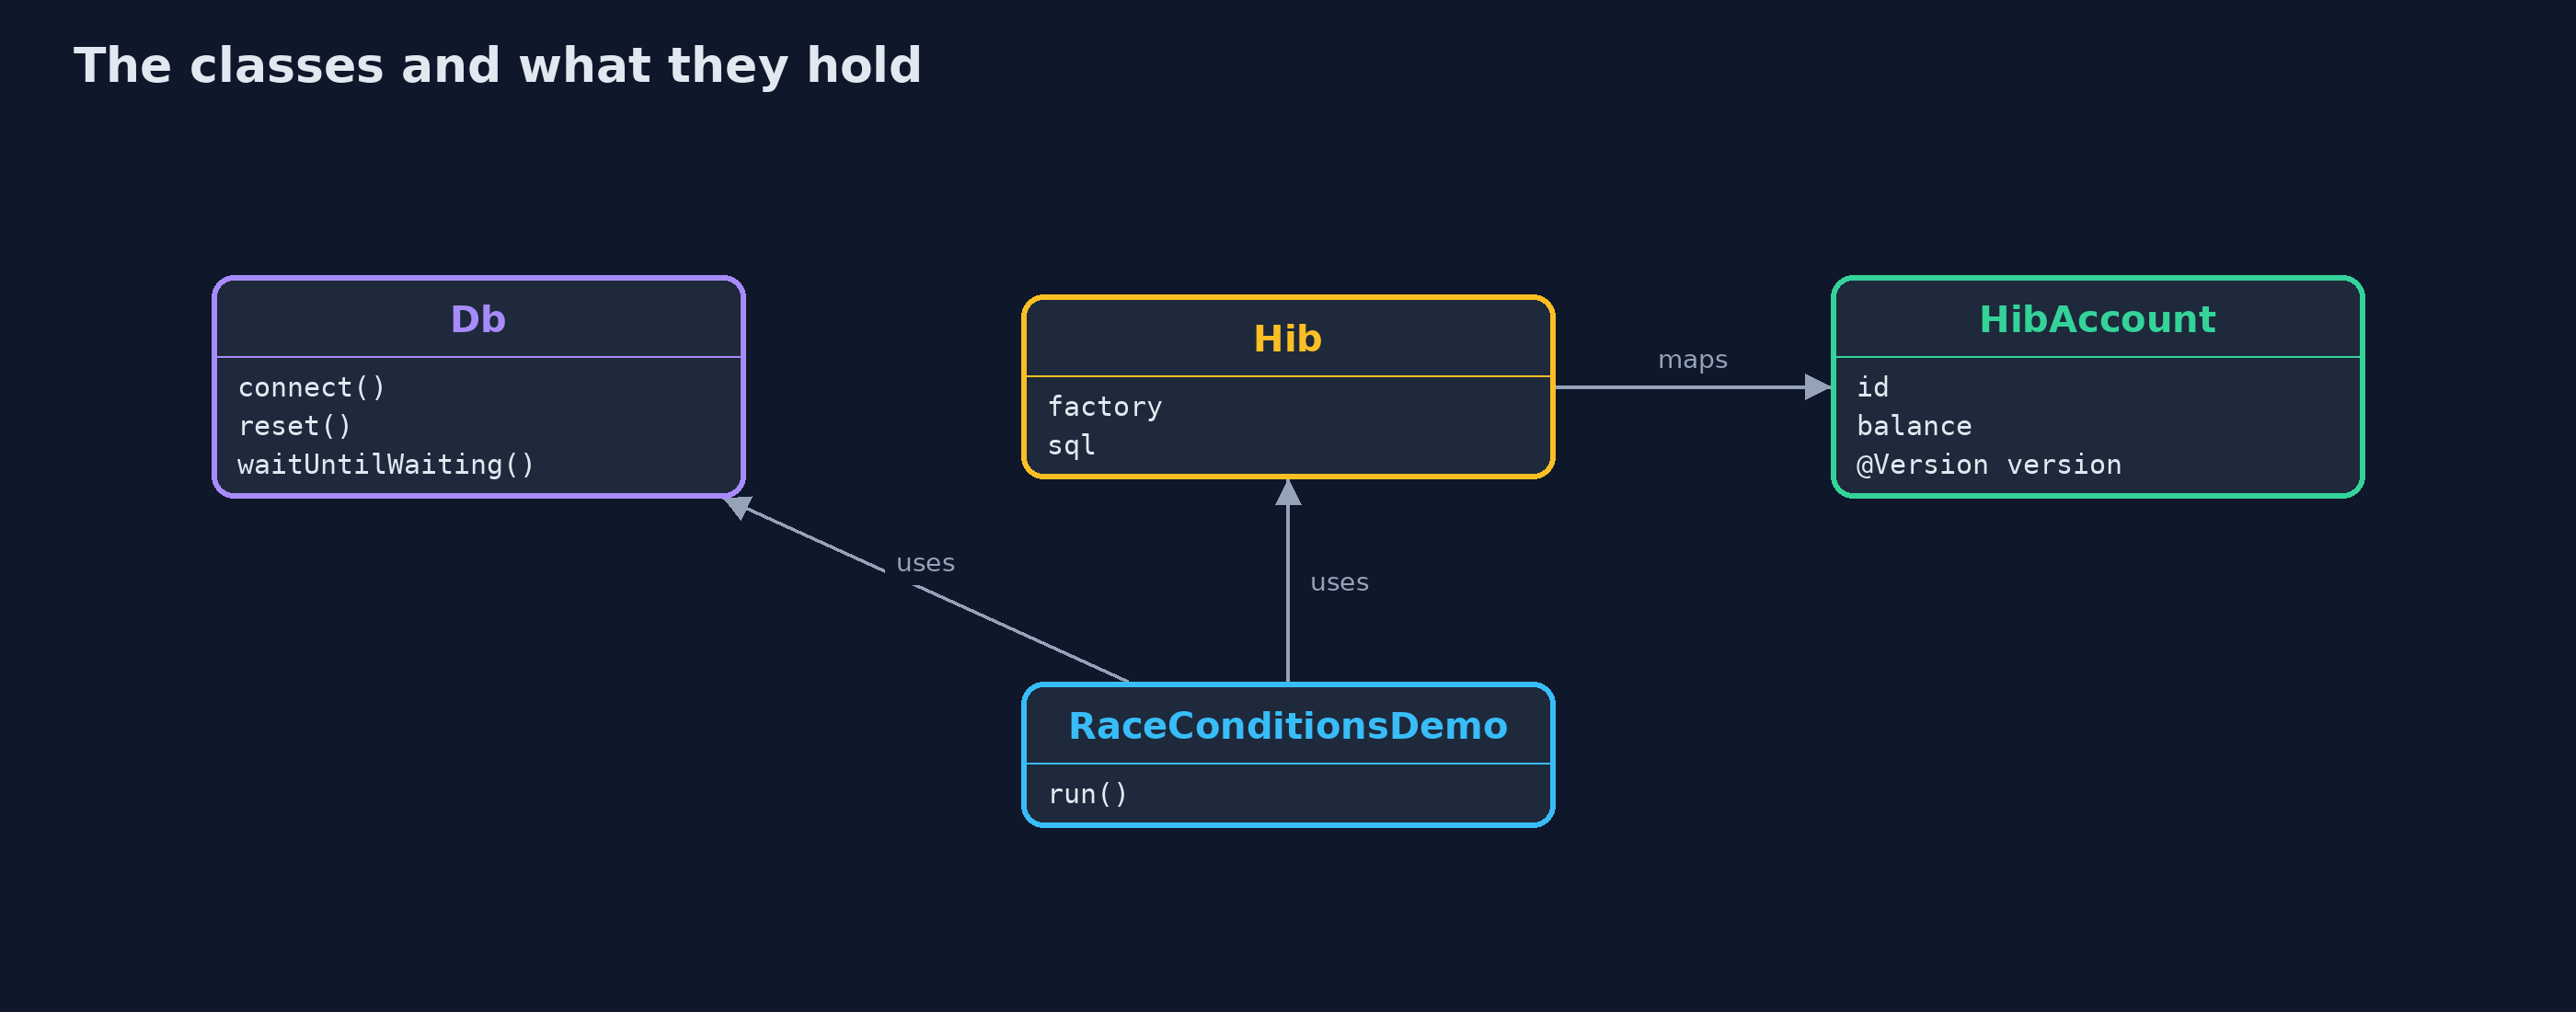 The classes and what they hold
Db
connect()
reset()
waitUntilWaiting()
Hib
factory
sql
maps
HibAccount
id
balance
@Version version
uses
uses
RaceConditionsDemo
run()